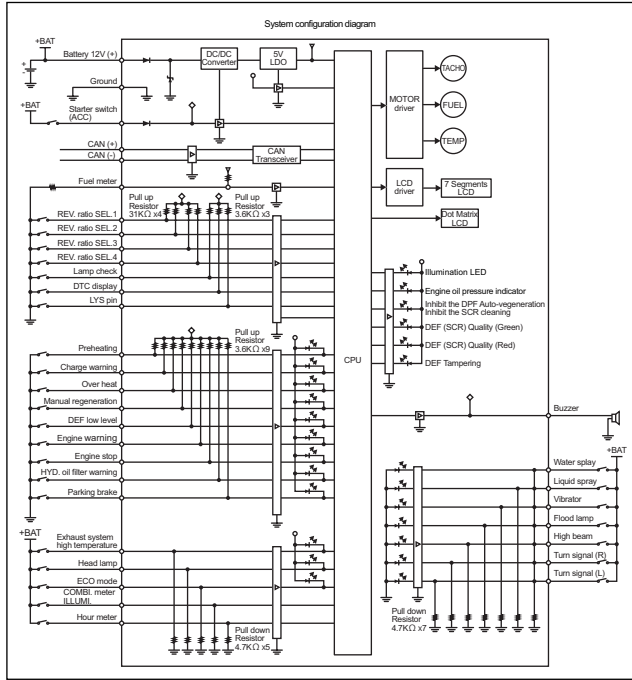 System configuration diagram
+BAT
Battery 12V (+)
+
-
Ground
+BAT
Starter switch
(ACC)
CAN (+)
CAN (-)
Fuel meter
DC/DC
Converter
5V
LDO
CAN
Transceiver
Pull up
Resistor
31KΩ x4
Pull up
Resistor
3.6KΩ x3
REV. ratio SEL.1
REV. ratio SEL.2
REV. ratio SEL.3
REV. ratio SEL.4
Lamp check
DTC display
LYS pin
Pull up
Resistor
3.6KΩ x9
Preheating
Charge warning
Over heat
Manual regeneration
DEF low level
Engine warning
Engine stop
HYD. oil filter warning
Parking brake
+BAT
Exhaust system
high temperature
Head lamp
ECO mode
COMBI. meter
ILLUMI.
Hour meter
Pull down
Resistor
4.7KΩ x5
CPU
MOTOR
driver
TACHO
FUEL
TEMP
LCD
driver
7 Segments
LCD
Dot Matrix
LCD
Illumination LED
Engine oil pressure indicator
Inhibit the DPF Auto-regeneration
Inhibit the SCR cleaning
DEF (SCR) Quality (Green)
DEF (SCR) Quality (Red)
DEF Tampering
Buzzer
+BAT
Water splay
Liquid spray
Vibrator
Flood lamp
High beam
Turn signal (R)
Turn signal (L)
Pull down
Resistor
4.7KΩ x7